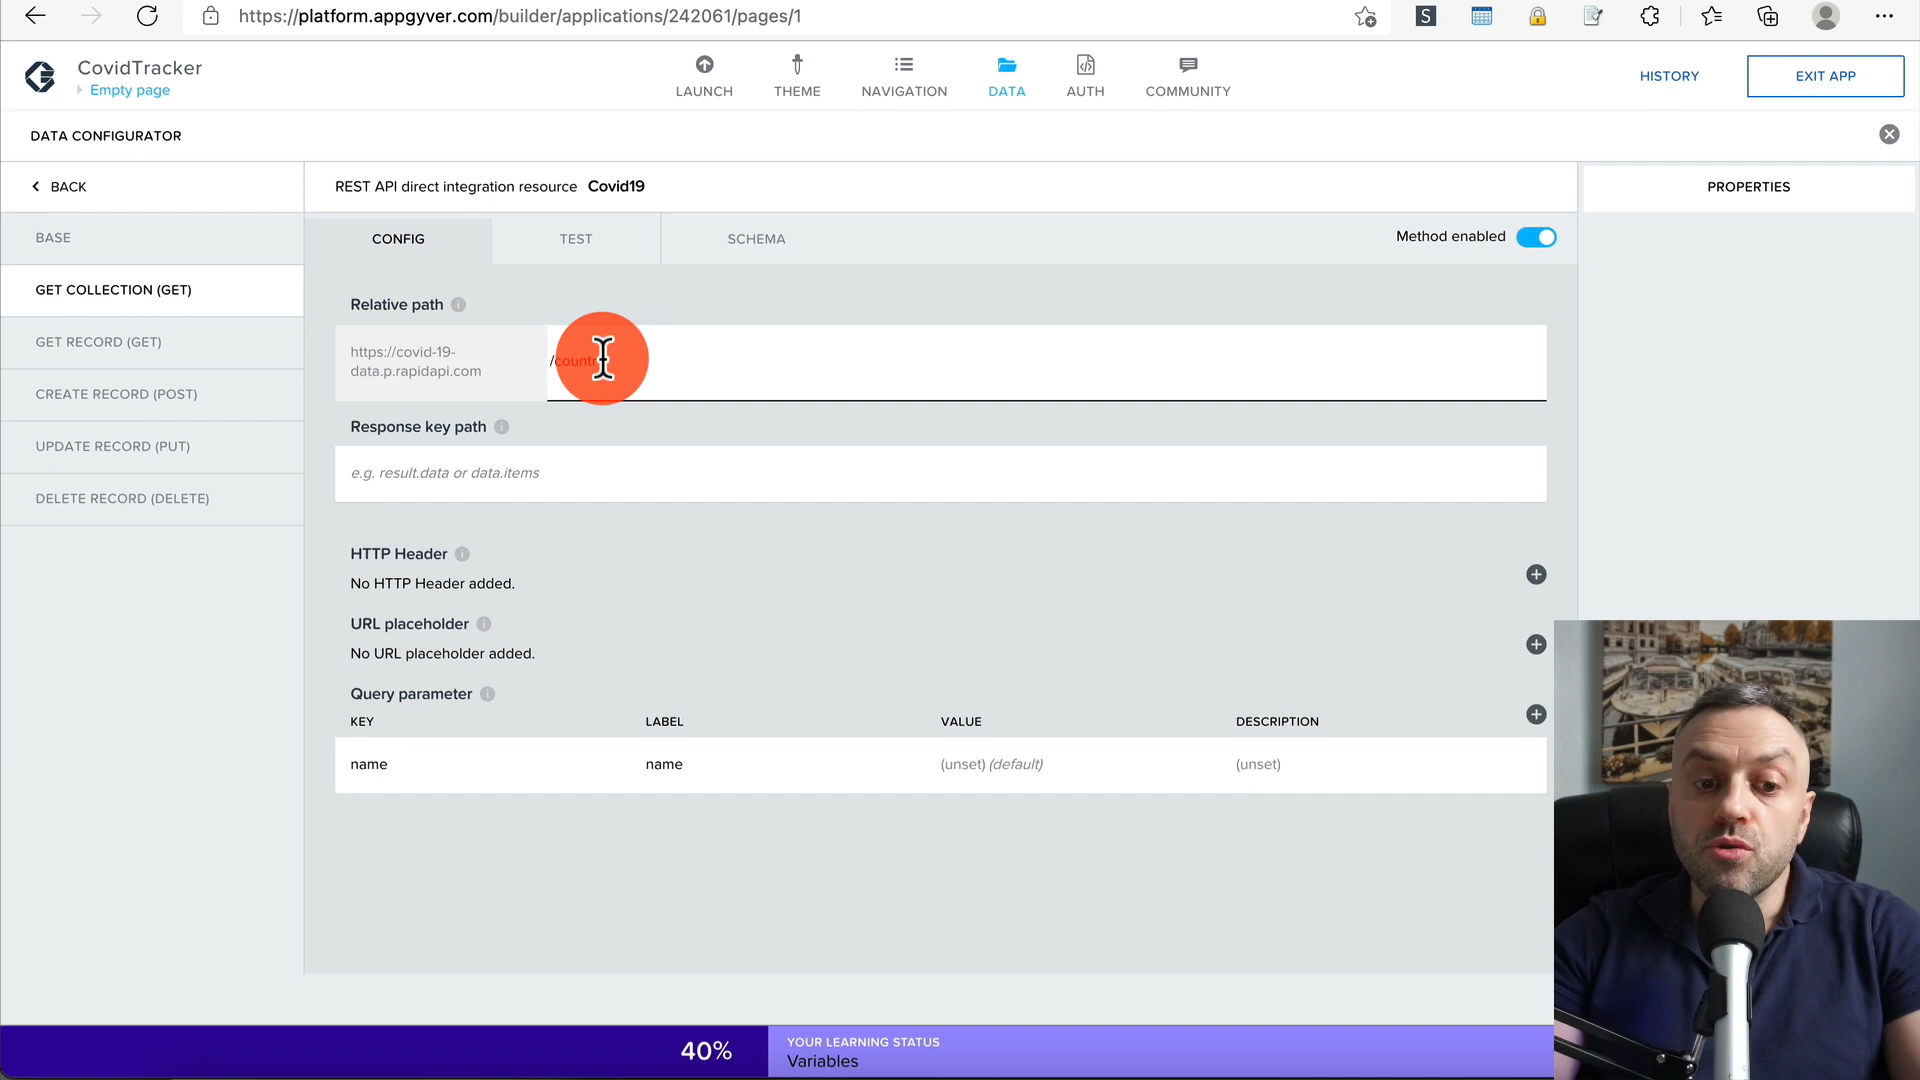 https://platform.appgyver.com/builder/applications/242061/pages/1
S
CovidTracker
Empty page
LAUNCH
THEME
NAVIGATION
DATA
AUTH
COMMUNITY
HISTORY
EXIT APP
DATA CONFIGURATOR
BACK
REST API direct integration resource Covid19
PROPERTIES
BASE
GET COLLECTION (GET)
GET RECORD (GET)
CREATE RECORD (POST)
UPDATE RECORD (PUT)
DELETE RECORD (DELETE)
CONFIG
TEST
SCHEMA
Method enabled
Relative path
https://covid-19-
data.p.rapidapi.com
Response key path
e.g. result.data or data.items
HTTP Header
No HTTP Header added.
URL placeholder
No URL placeholder added.
Query parameter
KEY LABEL VALUE DESCRIPTION
name name (unset) (default) (unset)
40%
YOUR LEARNING STATUS
Variables